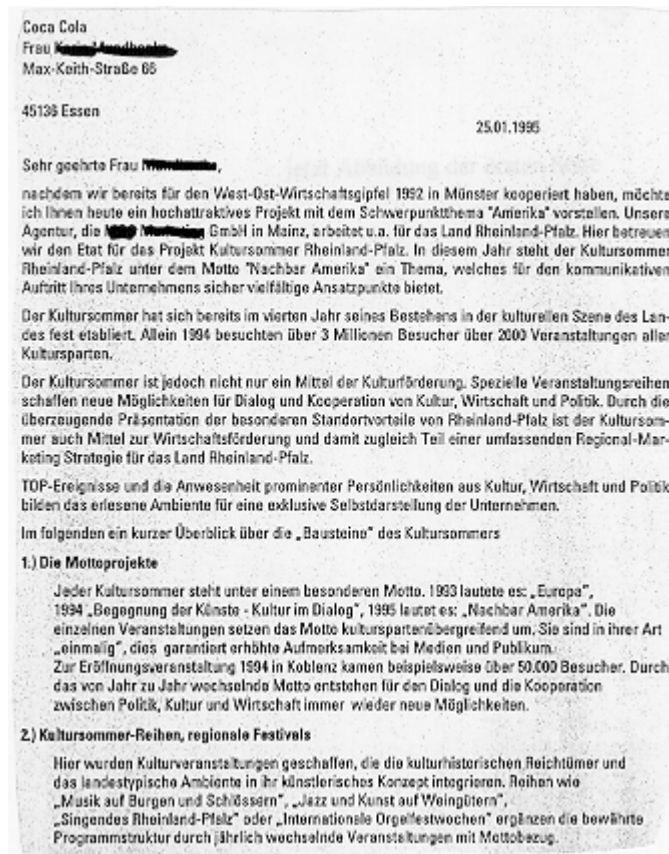 Coca Cola
Frau
Max-Keith-Straße 66
45136 Essen
25.01.1995
Sehr geehrte Frau ,
nachdem wir bereits für den West-Ost-Wirtschaftsgipfel 1992 in Münster kooperiert haben, möchte
ich Ihnen heute ein hochattraktives Projekt mit dem Schwerpunktthema "Amerika" vorstellen. Unsere
Agentur, die GmbH in Mainz, arbeitet u.a. für das Land Rheinland-Pfalz. Hier betreuen
wir den Etat für das Projekt Kultursommer Rheinland-Pfalz. In diesem Jahr steht der Kultursommer
Rheinland-Pfalz unter dem Motto "Nachbar Amerika" ein Thema, welches für den kommunikativen
Auftritt Ihres Unternehmens sicher vielfältige Ansatzpunkte bietet.
Der Kultursommer hat sich bereits im vierten Jahr seines Bestehens in der kulturellen Szene des Lan-
des fest etabliert. Allein 1994 besuchten über 3 Millionen Besucher über 2000 Veranstaltungen aller
Kultursparten.
Der Kultursommer ist jedoch nicht nur ein Mittel der Kulturförderung. Spezielle Veranstaltungsreihen
schaffen neue Möglichkeiten für Dialog und Kooperation von Kultur, Wirtschaft und Politik. Durch die
überzeugende Präsentation der besonderen Standortvorteile von Rheinland-Pfalz ist der Kultursom-
mer auch Mittel zur Wirtschaftsförderung und damit zugleich Teil einer umfassenden Regional-Mar-
keting Strategie für das Land Rheinland-Pfalz.
TOP-Ereignisse und die Anwesenheit prominenter Persönlichkeiten aus Kultur, Wirtschaft und Politik
bilden das erlesene Ambiente für eine exklusive Selbstdarstellung der Unternehmen.
Im folgenden ein kurzer Überblick über die „Bausteine" des Kultursommers
1.) Die Mottoprojekte
Jeder Kultursommer steht unter einem besonderen Motto. 1993 lautete es: „Europa",
1994 „Begegnung der Künste - Kultur im Dialog", 1995 lautet es: „Nachbar Amerika". Die
einzelnen Veranstaltungen setzen das Motto kulturspartenübergreifend um. Sie sind in ihrer Art
„einmalig", dies garantiert erhöhte Aufmerksamkeit bei Medien und Publikum.
Zur Eröffnungsveranstaltung 1994 in Koblenz kamen beispielsweise über 50.000 Besucher. Durch
das von Jahr zu Jahr wechselnde Motto entstehen für den Dialog und die Kooperation
zwischen Politik, Kultur und Wirtschaft immer wieder neue Möglichkeiten.
2.) Kultursommer-Reihen, regionale Festivals
Hier wurden Kulturveranstaltungen geschaffen, die die kulturhistorischen Reichtümer und
das landestypische Ambiente in ihr künstlerisches Konzept integrieren. Reihen wie
„Musik auf Burgen und Schlössern", „Jazz und Kunst auf Weingütern",
„Singendes Rheinland-Pfalz" oder „Internationale Orgelfestwochen" ergänzen die bewährte
Programmstruktur durch jährlich wechselnde Veranstaltungen mit Mottobezug.